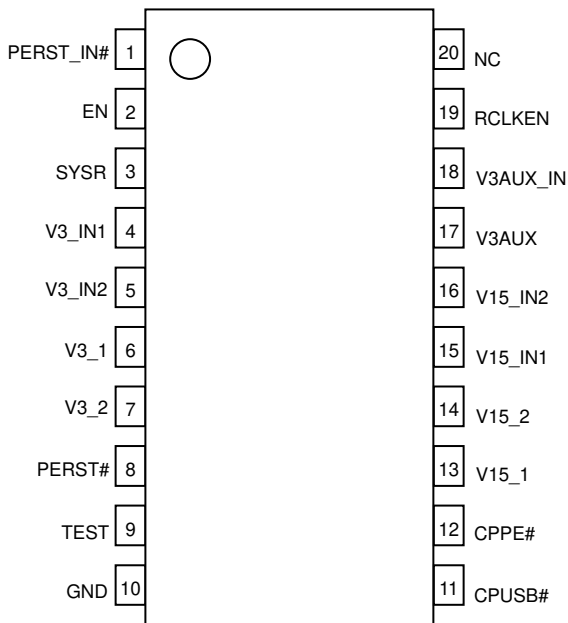 PERST_IN# 1 20 NC
EN 2 19 RCLKEN
SYSR 3 18 V3AUX_IN
V3_IN1 4 17 V3AUX
V3_IN2 5 16 V15_IN2
V3_1 6 15 V15_IN1
V3_2 7 14 V15_2
PERST# 8 13 V15_1
TEST 9 12 CPPE#
GND 10 11 CPUSB#